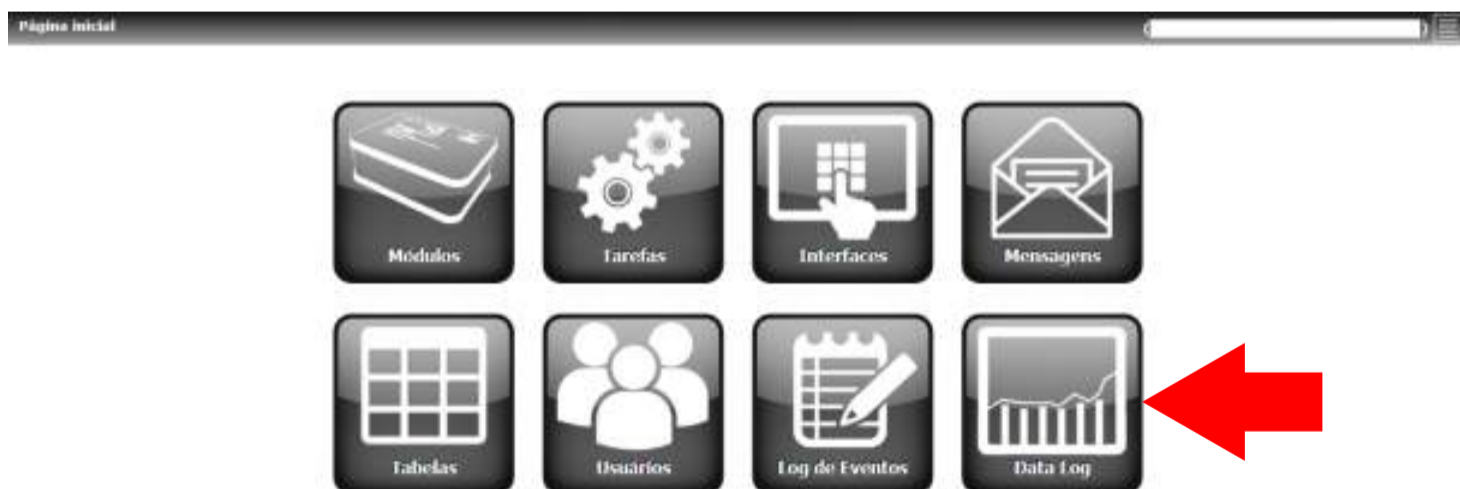 Página inicial
Módulos
Tarefas
Interfaces
Mensagens
Tabelas
Usuários
Log de Eventos
Data Log